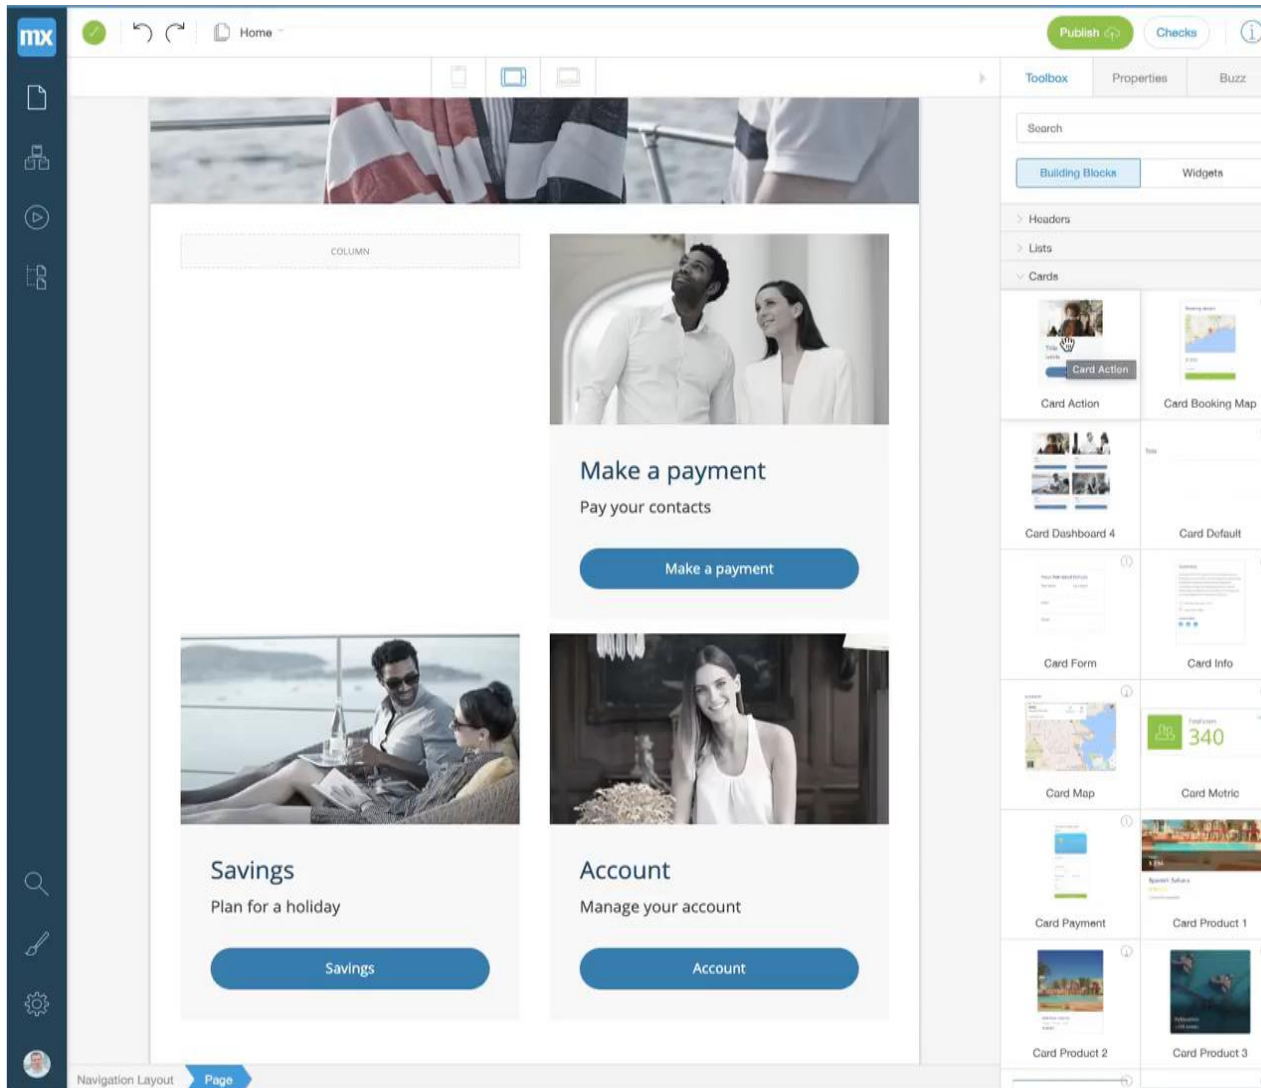 mx
Home
Publish
Checks
Toolbox
Properties
Buzz
Search
Building Blocks
Widgets
Headers
Lists
Cards
COLUMN
Title
Card Action
Card Action
Card Booking Map
Make a payment
Pay your contacts
Make a payment
Title
Card Dashboard 4
Card Default
Card Form
Card Info
Savings
Plan for a holiday
Savings
Account
Manage your account
Account
340
Card Map
Card Metric
Card Payment
Card Product 1
Card Product 2
Card Product 3
Navigation Layout
Page